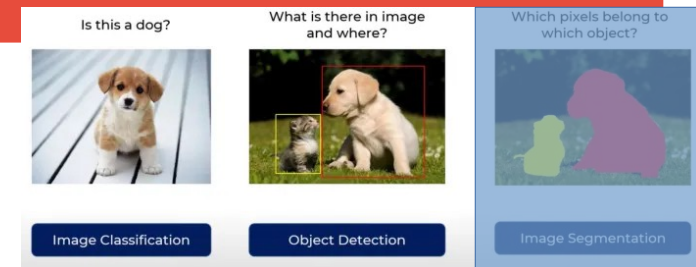 Is this a dog?
What is there in image
and where?
Which pixels belong to
which object?
Image Classification
Object Detection
Image Segmentation